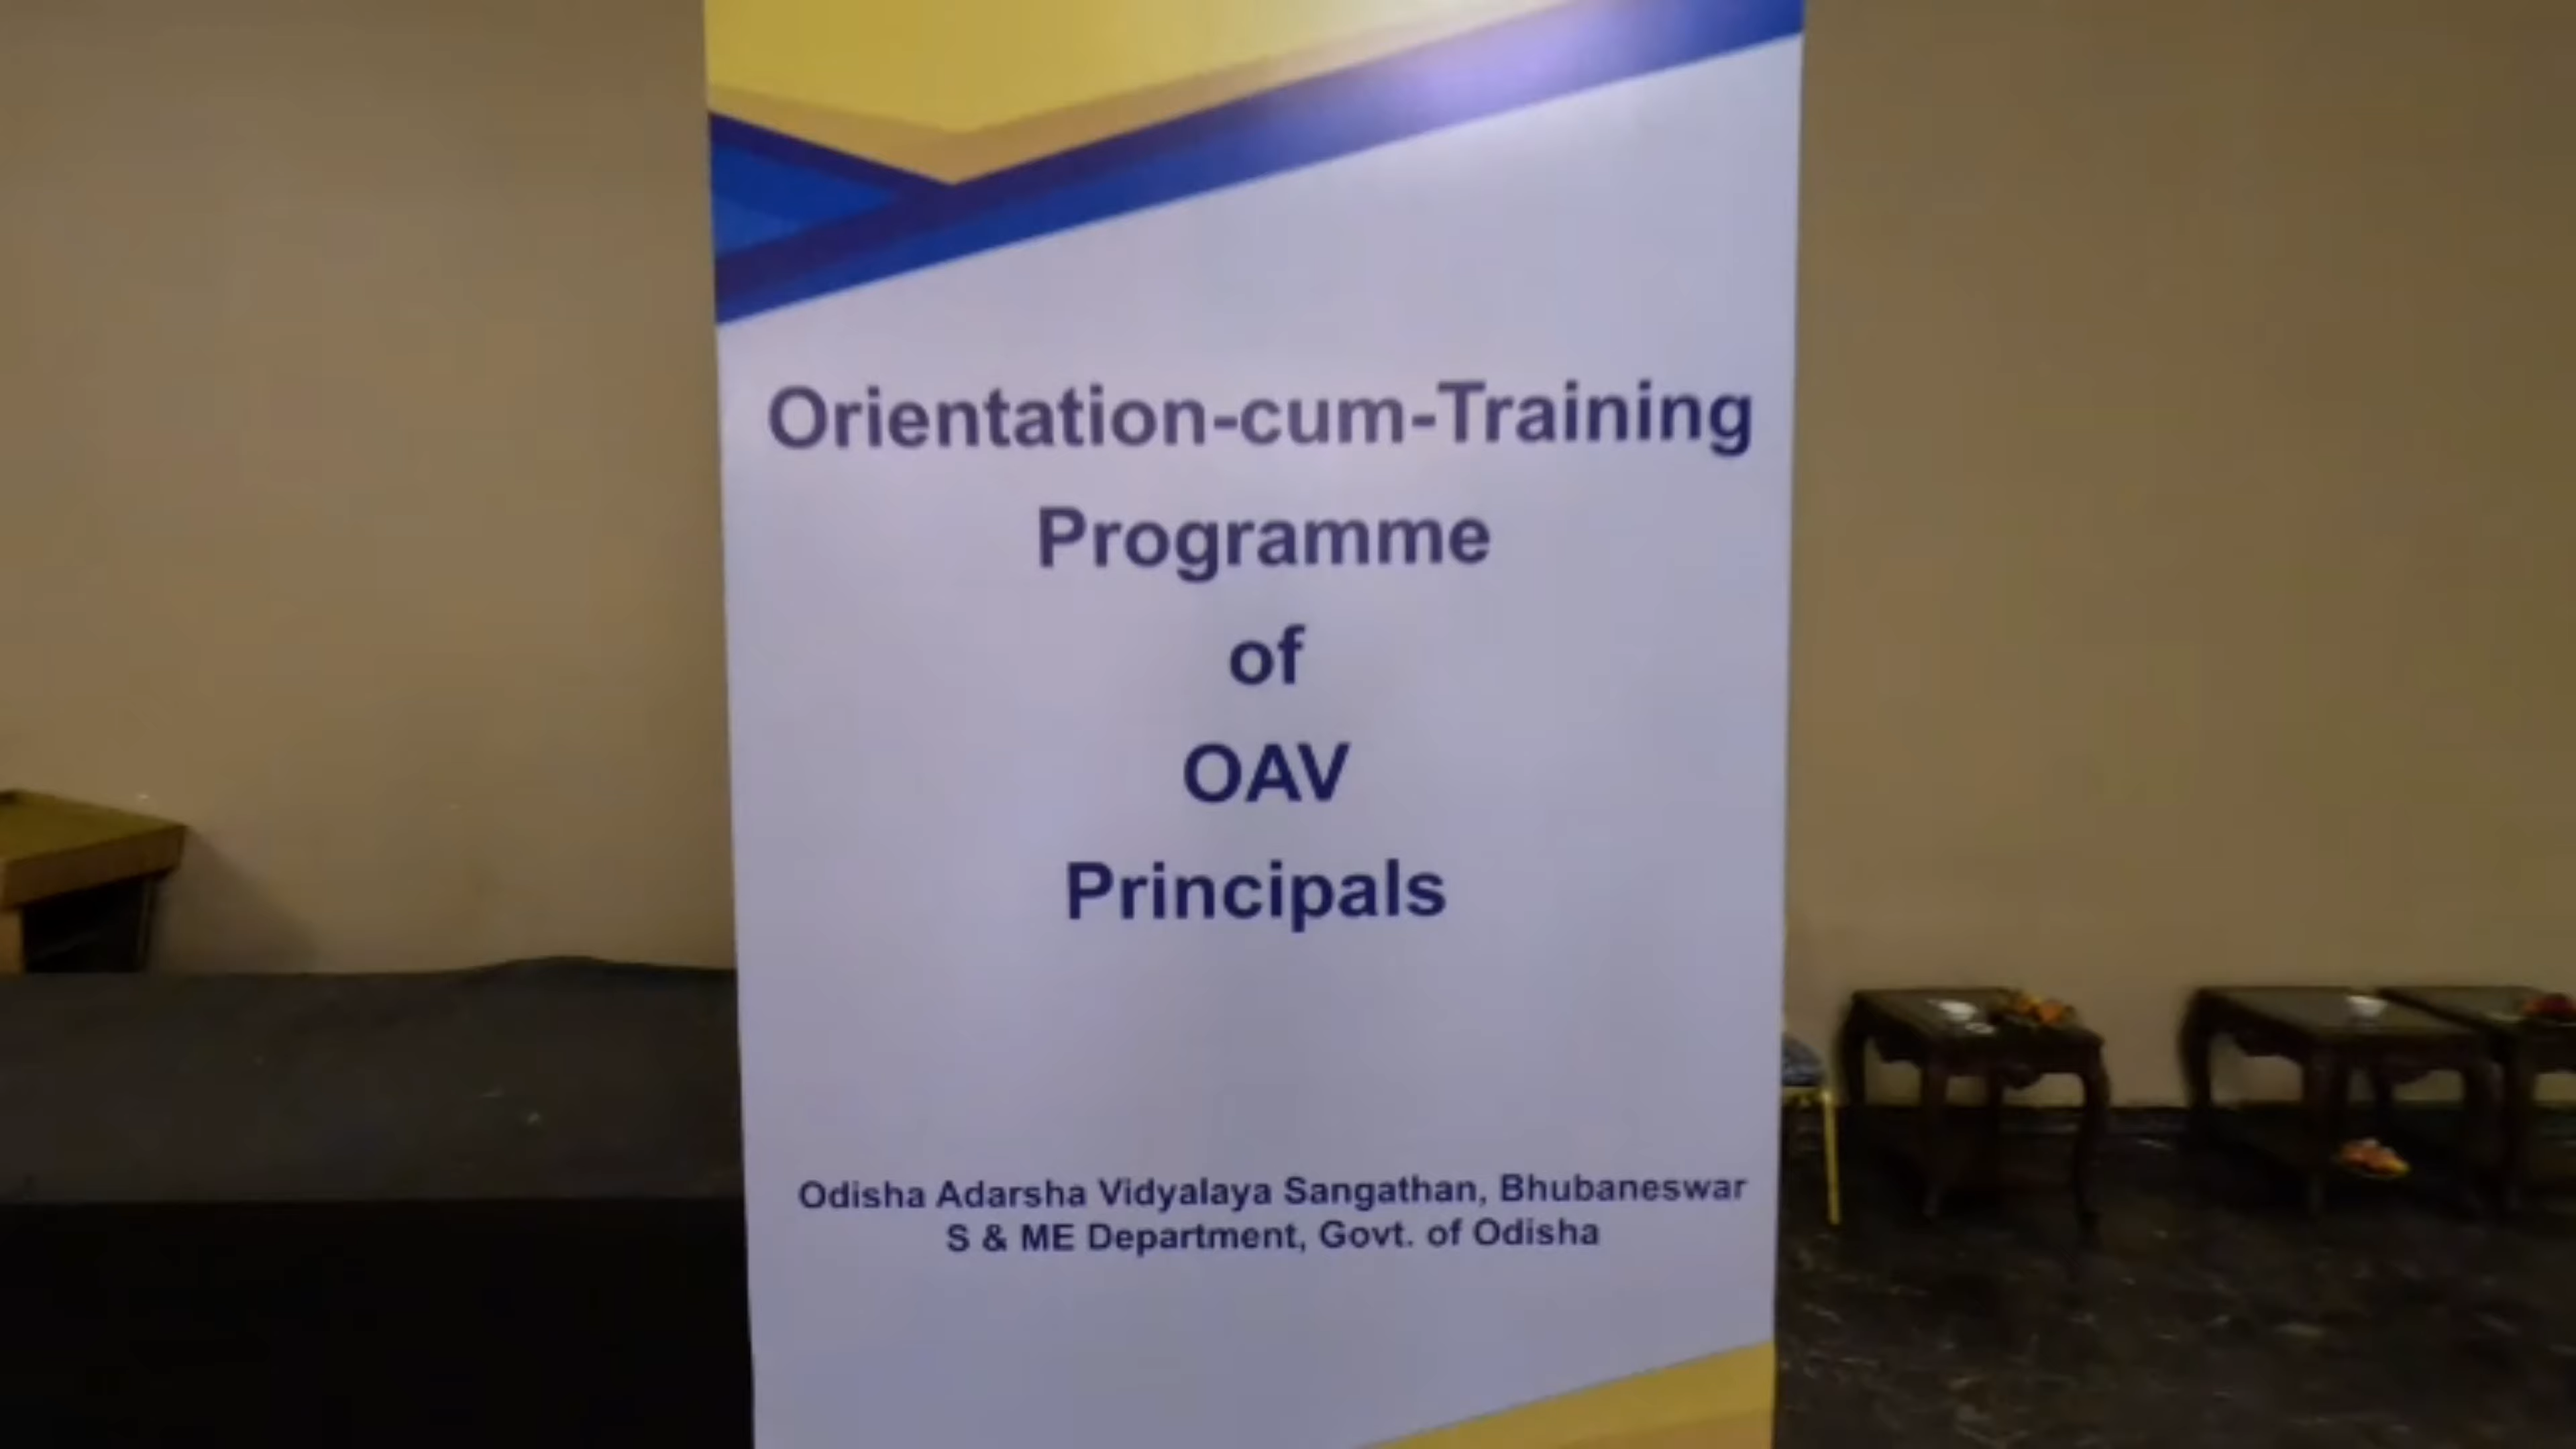 Orientation-cum-Training
Programme
of
OAV
Principals
Odisha Adarsha Vidyalaya Sangathan, Bhubaneswar
S & ME Department, Govt. of Odisha